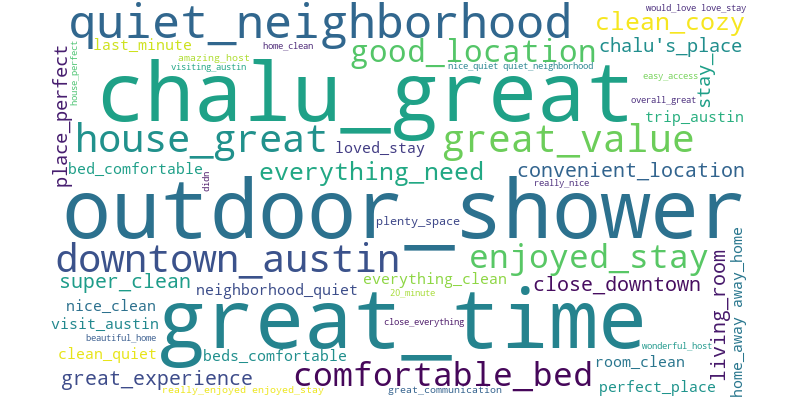 would_love love_stay
quiet_neighborhood
clean_cozy
last_minute
home_clean
good_location
chalu's_place
amazing_host
visiting_austin
nice_quiet quiet_neighborhood
easy_access
stay_
house_perfect
chalu_great
overall_great
trip_austin
place_perfect
house_great
loved_stay
great_value
bed_comfortable
everything_need
convenient_location
didn
really_nice
outdoor_shower
plenty_space
downtown_austin
enjoyed_stay
super_clean
neighborhood_quiet
everything_clean
close_downtown
living_room
home_away away_home
20_minute
nice_clean
great_time
visit_austin
close_everything
beautiful_home
wonderful_host
clean_quiet
beds_comfortable
room_clean
great_experience
comfortable_bed
perfect_place
really_enjoyed enjoyed_stay
great_communication